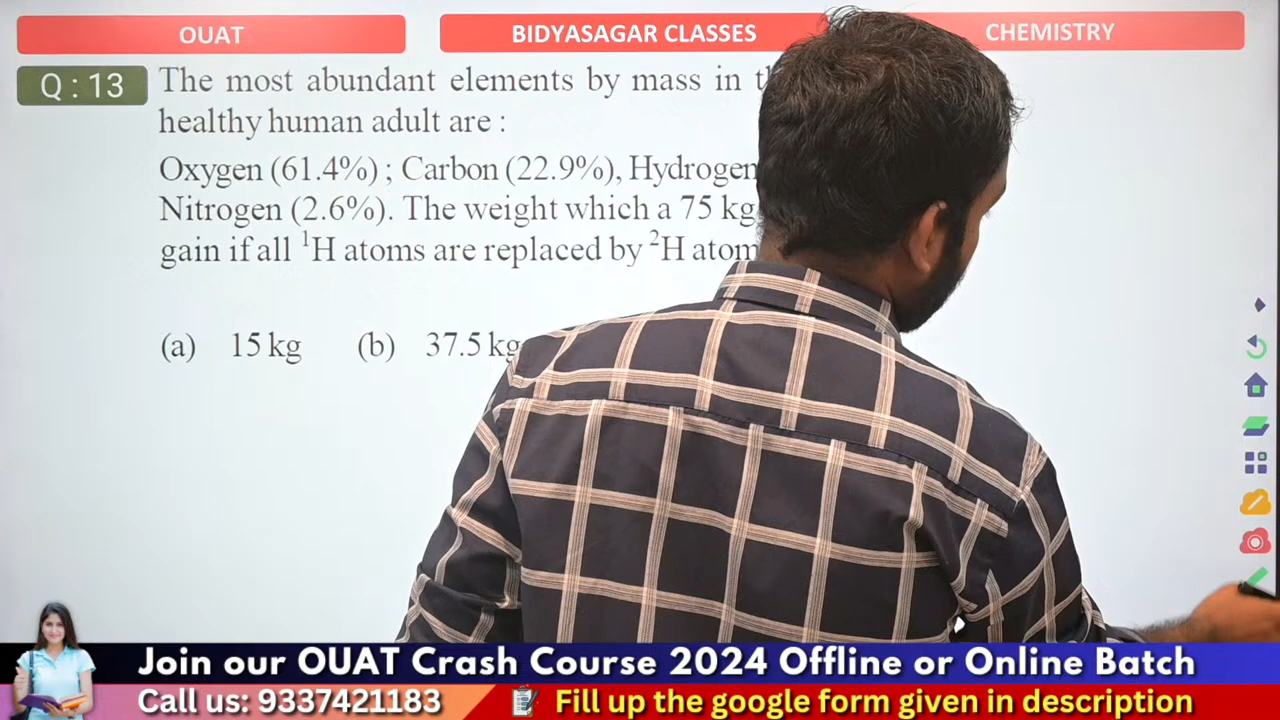 OUAT
BIDYASAGAR CLASSES
CHEMISTRY
Q : 13
The most abundant elements by mass in
healthy human adult are :
Oxygen (61.4%) ; Carbon (22.9%), Hydrogen
Nitrogen (2.6%). The weight which a 75 kg
gain if all ¹H atoms are replaced by ²H atom
(a) 15 kg (b) 37.5 kg
Join our OUAT Crash Course 2024 Offline or Online Batch
Call us: 9337421183
Fill up the google form given in description